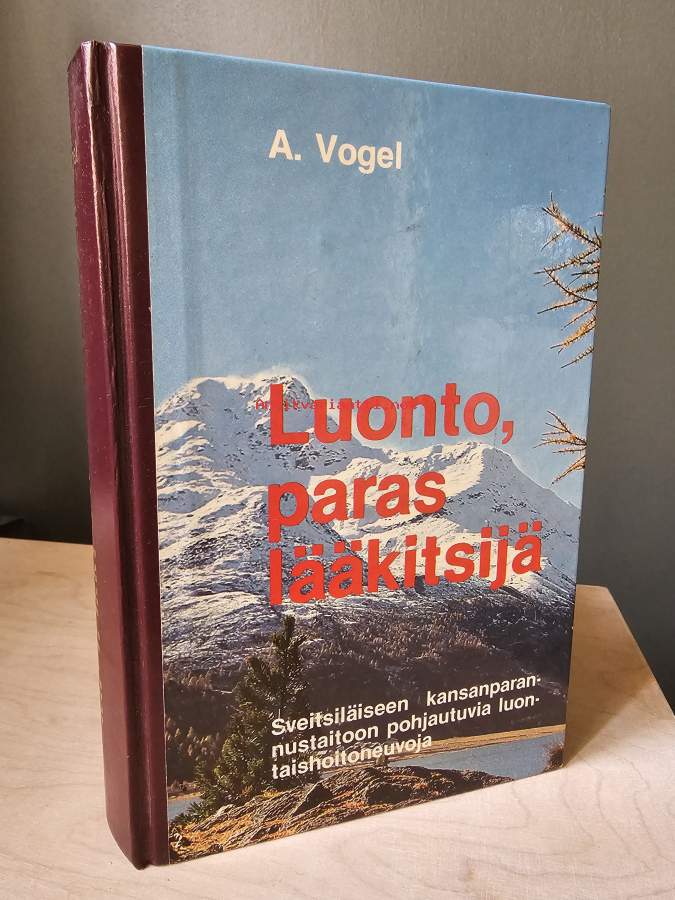 A. Vogel
Luonto,
paras
lääkitsijä
Sveitsiläiseen kansanparan-
nustaitoon pohjautuvia luon-
taishoitoneuvoja